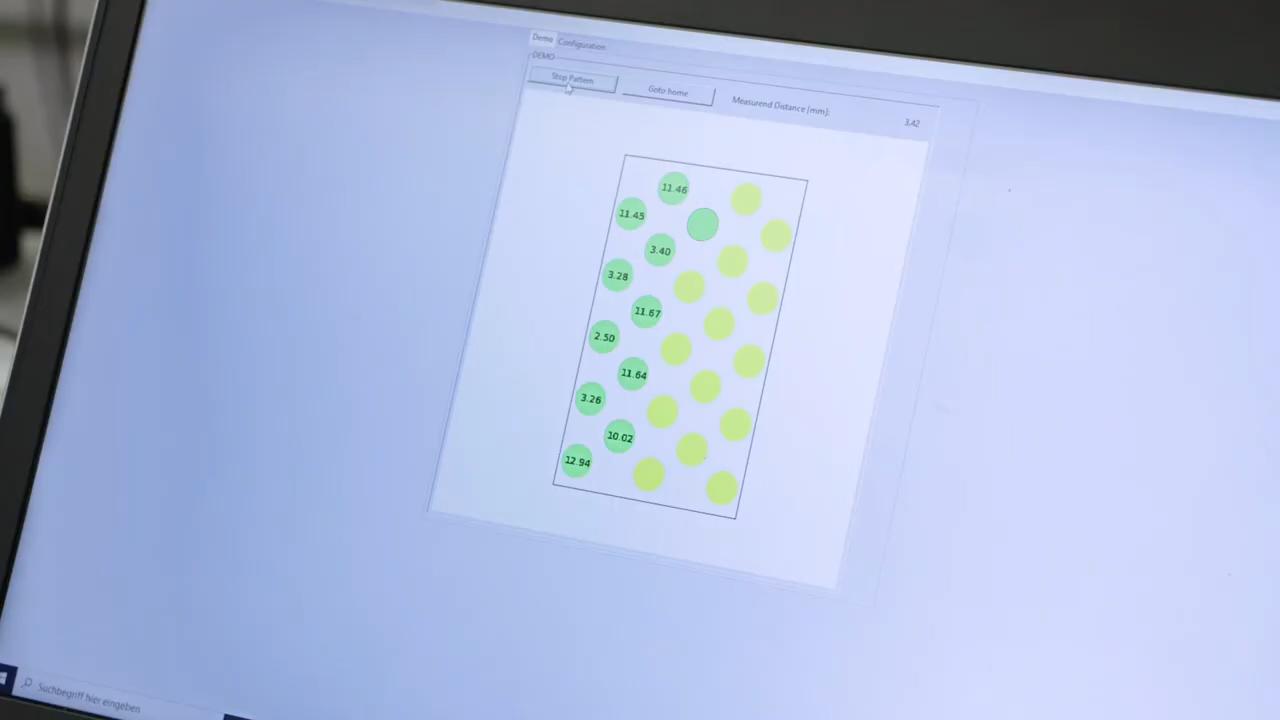 Demo Configuration
DEMO
Stop Pattern Goto home Measurend Distance [mm]: 3.42
11.46
11.45
3.40
3.28
11.67
2.50
11.64
3.26
10.02
12.94
Suchbegriff hier eingeben